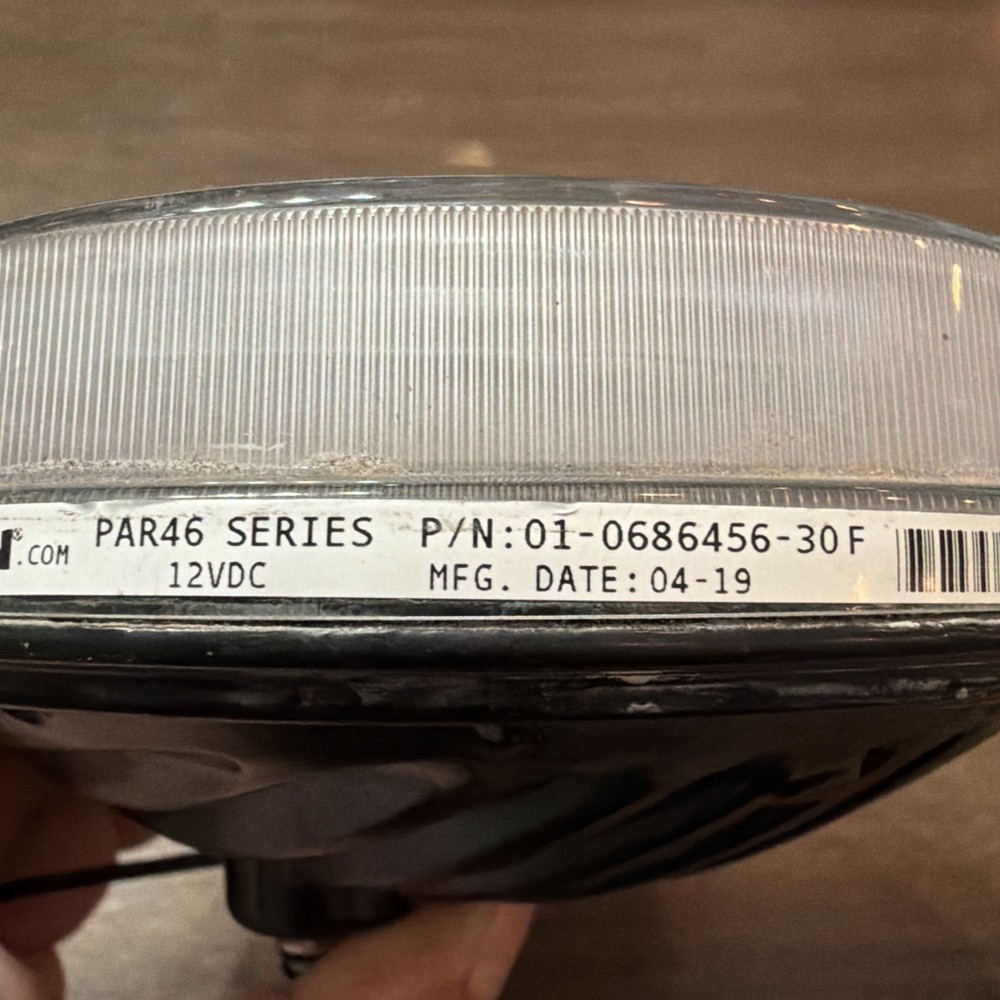 N®.COM PAR46 SERIES P/N:01-0686456-30F
12VDC MFG. DATE:04-19